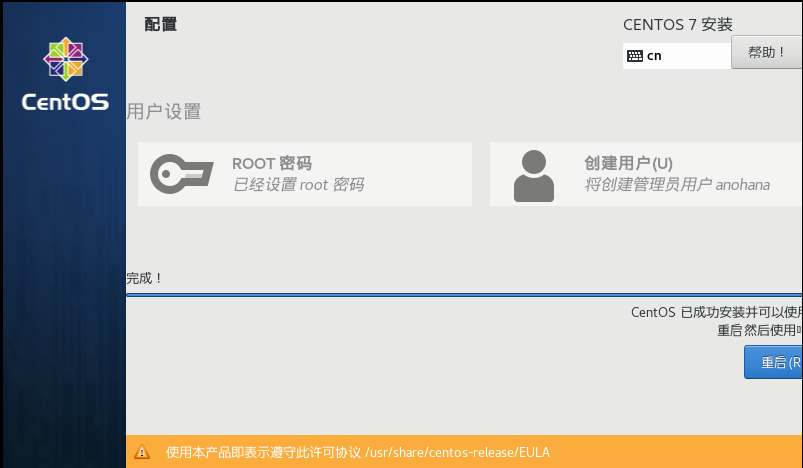 配置
CENTOS 7 安装
cn
帮助！
CentOS
用户设置
ROOT 密码
已经设置 root 密码
创建用户(U)
将创建管理员用户 anohana
完成！
CentOS 已成功安装并可以使
重启然后使用
重启(R
使用本产品即表示遵守此许可协议 /usr/share/centos-release/EULA